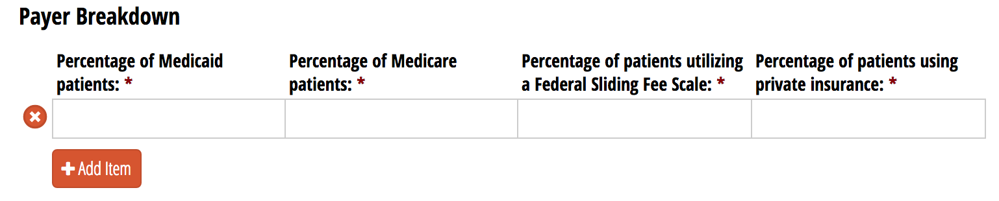 Payer Breakdown
Percentage of Medicaid
patients: *
Percentage of Medicare
patients: *
Percentage of patients utilizing
a Federal Sliding Fee Scale: *
Percentage of patients using
private insurance: *
Add Item